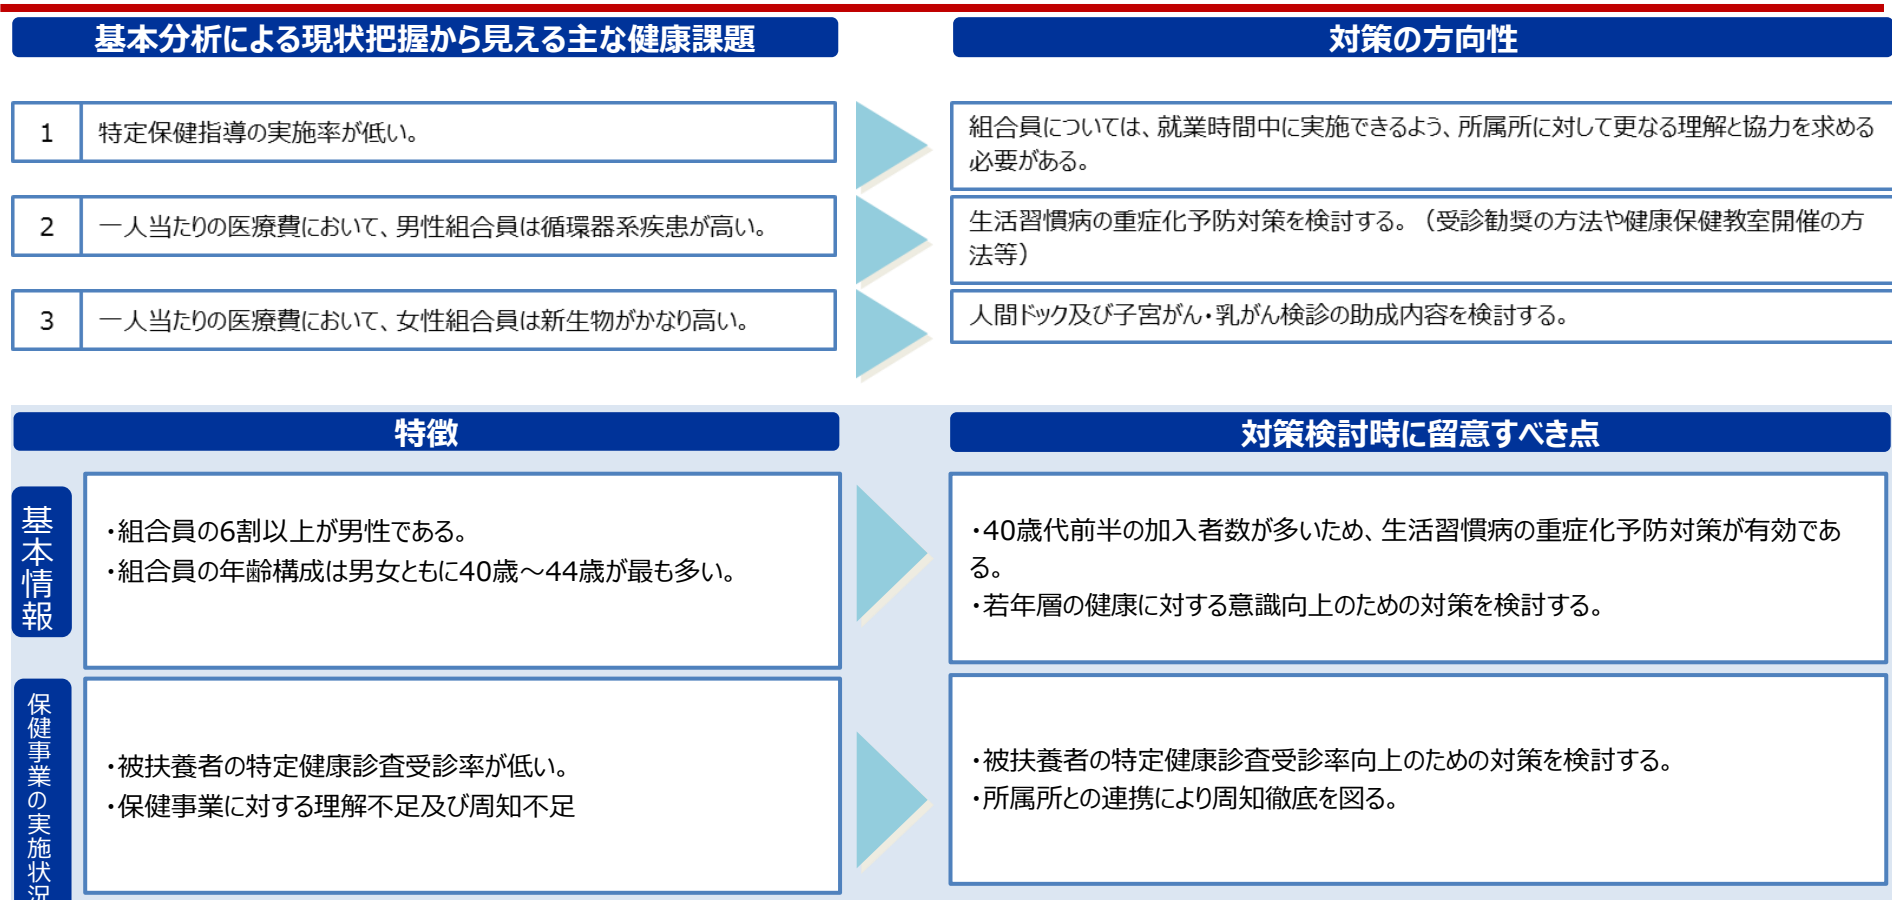 基本分析による現状把握から見える主な健康課題
対策の方向性
1
特定保健指導の実施率が低い。
組合員については、就業時間中に実施できるよう、所属所に対して更なる理解と協力を求める
必要がある。
2
一人当たりの医療費において、男性組合員は循環器系疾患が高い。
生活習慣病の重症化予防対策を検討する。（受診勧奨の方法や健康保健教室開催の方
法等）
3
一人当たりの医療費において、女性組合員は新生物がかなり高い。
人間ドック及び子宮がん・乳がん検診の助成内容を検討する。
特徴
対策検討時に留意すべき点
基本情報
・組合員の6割以上が男性である。
・組合員の年齢構成は男女ともに40歳～44歳が最も多い。
・40歳代前半の加入者数が多いため、生活習慣病の重症化予防対策が有効であ
る。
・若年層の健康に対する意識向上のための対策を検討する。
保健事業の実施状況
・被扶養者の特定健康診査受診率が低い。
・保健事業に対する理解不足及び周知不足
・被扶養者の特定健康診査受診率向上のための対策を検討する。
・所属所との連携により周知徹底を図る。